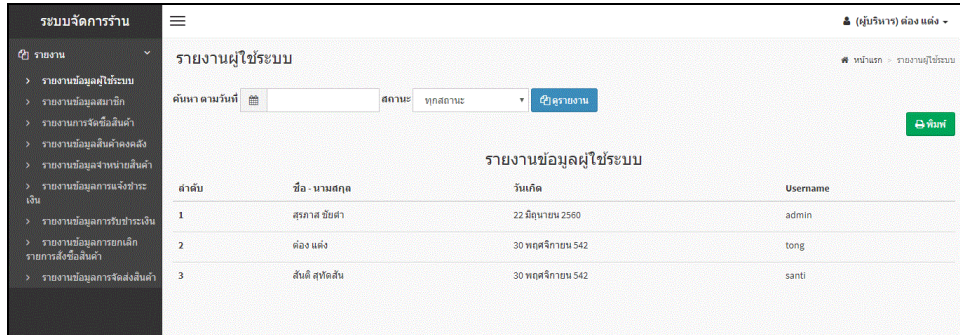 ระบบจัดการร้าน
(ผู้บริหาร) ต่อง แต่ง
รายงาน
รายงานข้อมูลผู้ใช้ระบบ
รายงานข้อมูลสมาชิก
รายงานการจัดซื้อสินค้า
รายงานข้อมูลสินค้าคงคลัง
รายงานข้อมูลจำหน่ายสินค้า
รายงานข้อมูลการแจ้งชำระ
เงิน
รายงานข้อมูลการรับชำระเงิน
รายงานข้อมูลการยกเลิก
รายการสั่งซื้อสินค้า
รายงานข้อมูลการจัดส่งสินค้า
รายงานผู้ใช้ระบบ
หน้าแรก > รายงานผู้ใช้ระบบ
ค้นหา ตามวันที่ สถานะ ทุกสถานะ ดูรายงาน
พิมพ์
รายงานข้อมูลผู้ใช้ระบบ
ลำดับ ชื่อ - นามสกุล วันเกิด Username
1 สุรภาส ชัยคำ 22 มิถุนายน 2560 admin
2 ต่อง แต่ง 30 พฤศจิกายน 542 tong
3 สันติ สุทัดสัน 30 พฤศจิกายน 542 santi